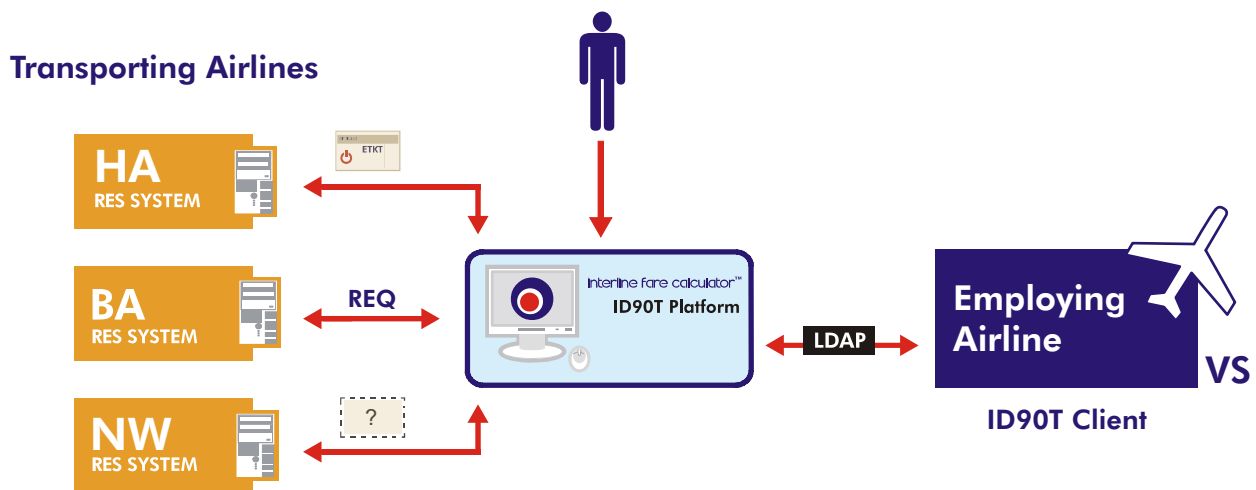 Transporting Airlines
HA
RES SYSTEM
ETKT
BA
RES SYSTEM
REQ
NW
RES SYSTEM
?
interline fare calculator™
ID90T Platform
LDAP
Employing
Airline
VS
ID90T Client